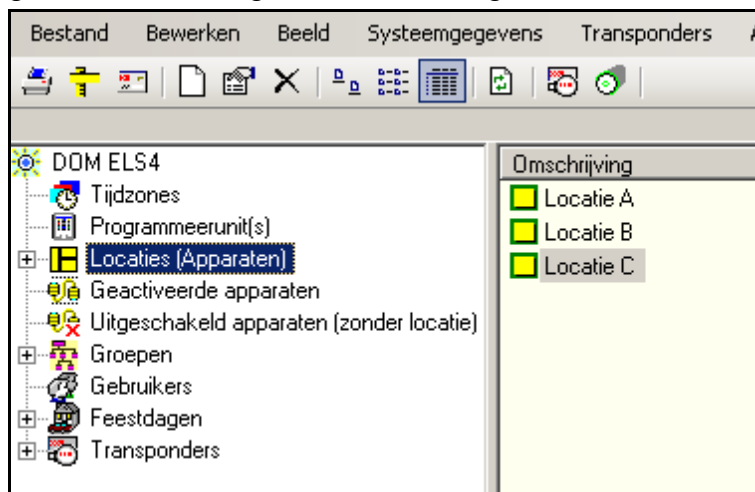 Bestand Bewerken Beeld Systeemgegevens Transponders
DOM ELS4
Tijdzones
Programmeerunit(s)
Locaties (Apparaten)
Geactiveerde apparaten
Uitgeschakeld apparaten (zonder locatie)
Groepen
Gebruikers
Feestdagen
Transponders
Omschrijving
Locatie A
Locatie B
Locatie C